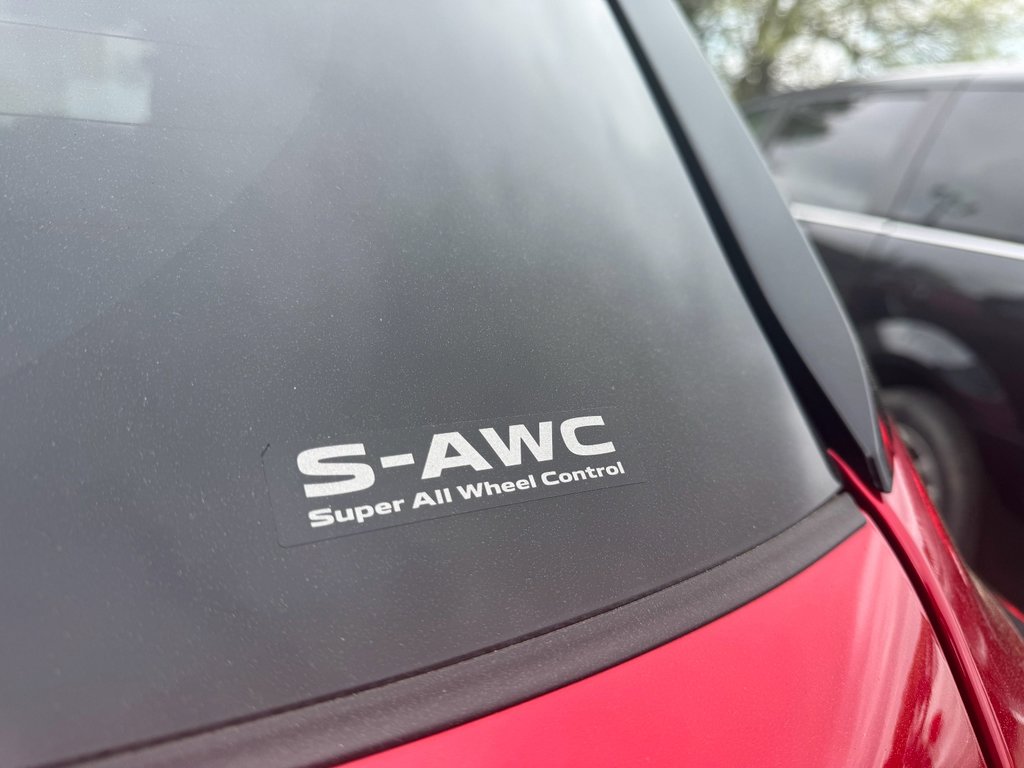 S-AWC
Super All Wheel Control